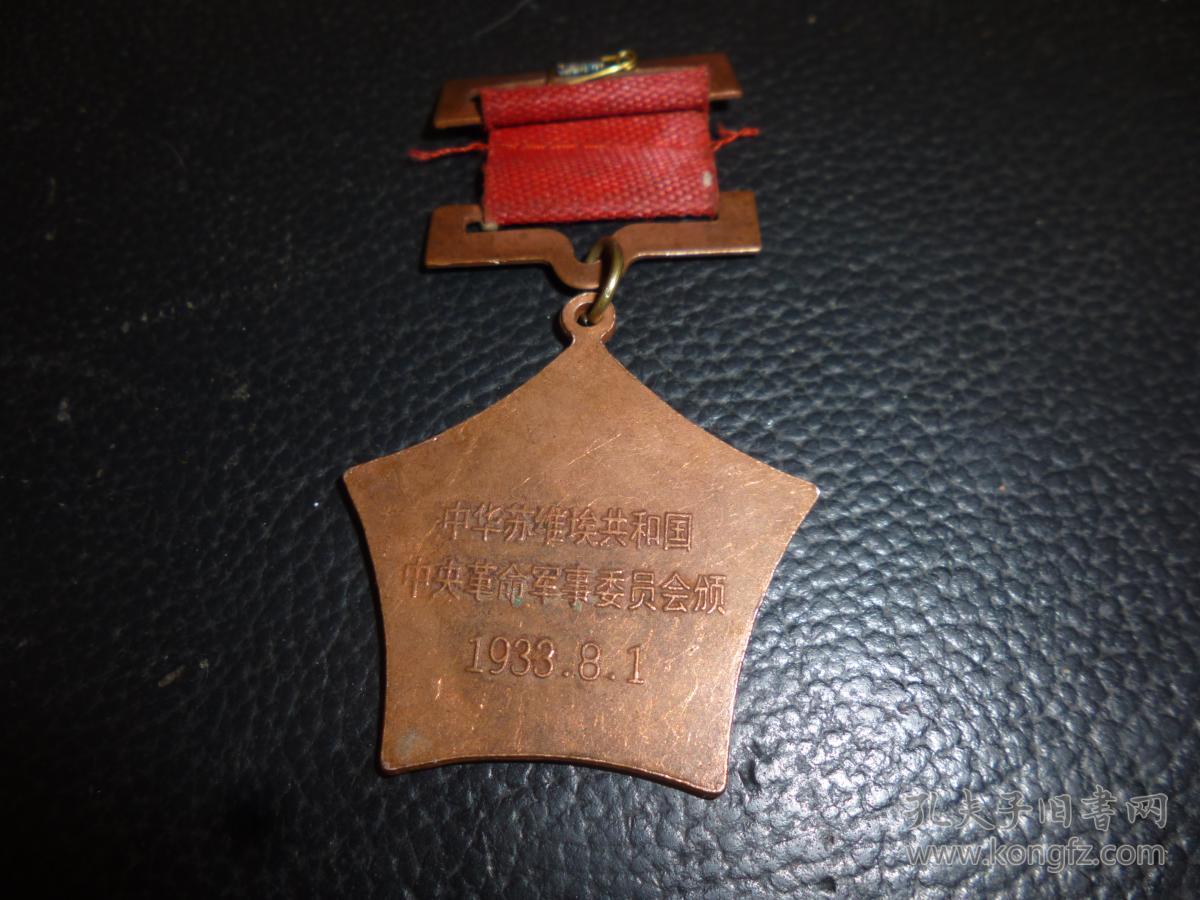 中华苏维埃共和国
中央革命军事委员会颁
1933.8.1
孔夫子旧书网
www.kongfz.com